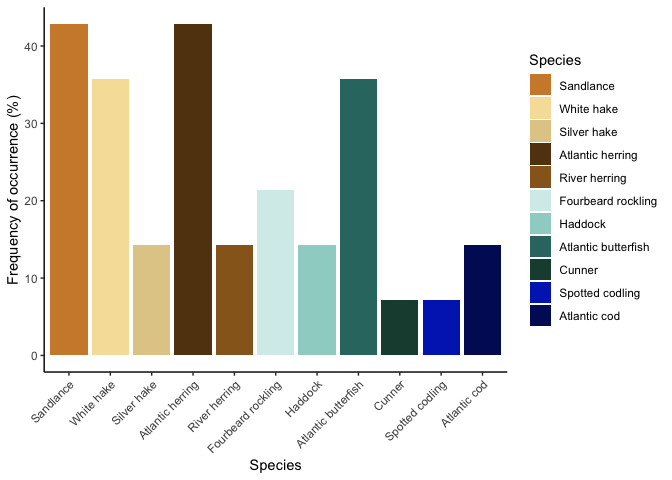 Frequency of occurrence (%)
40
30
20
10
0
Sandlance
White hake
Silver hake
Atlantic herring
River herring
Fourbeard rockling
Haddock
Atlantic butterfish
Cunner
Spotted codling
Atlantic cod
Species
Species
Sandlance
White hake
Silver hake
Atlantic herring
River herring
Fourbeard rockling
Haddock
Atlantic butterfish
Cunner
Spotted codling
Atlantic cod